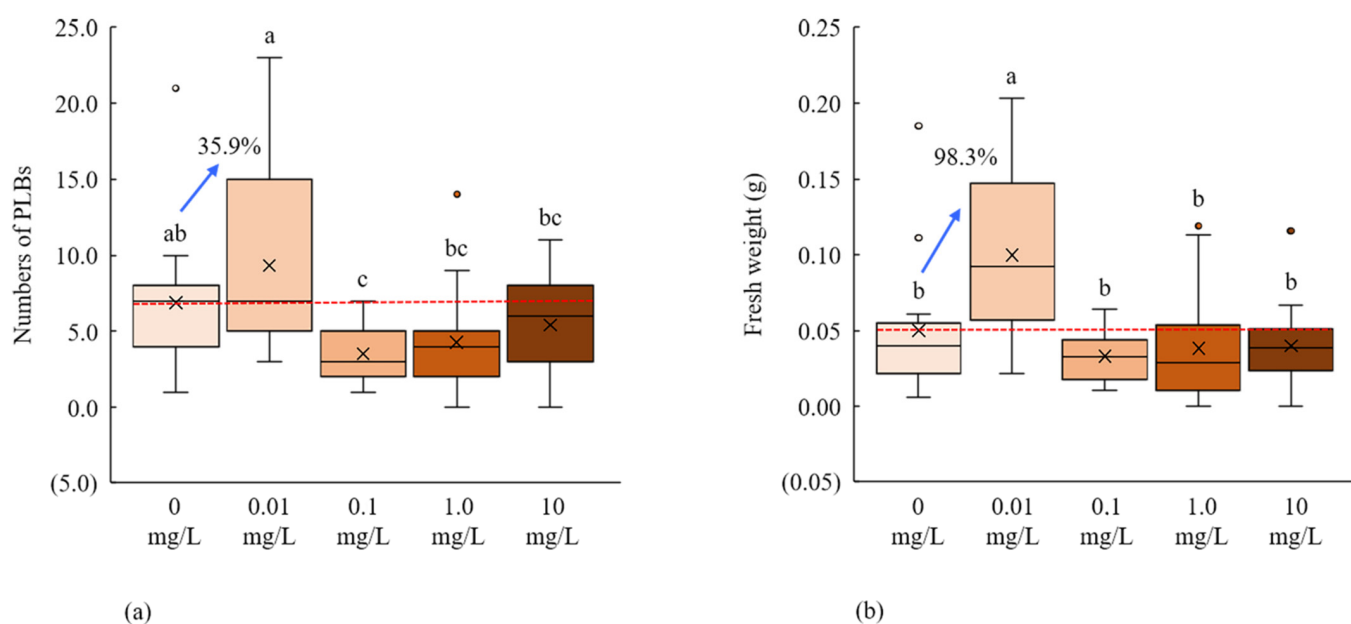 25.0
20.0
15.0
10.0
5.0
0.0
(5.0)
Numbers of PLBs
35.9%
ab
a
c
bc
bc
0 mg/L
0.01 mg/L
0.1 mg/L
1.0 mg/L
10 mg/L
(a)
0.25
0.20
0.15
0.10
0.05
0.00
(0.05)
Fresh weight (g)
98.3%
b
a
b
b
b
0 mg/L
0.01 mg/L
0.1 mg/L
1.0 mg/L
10 mg/L
(b)